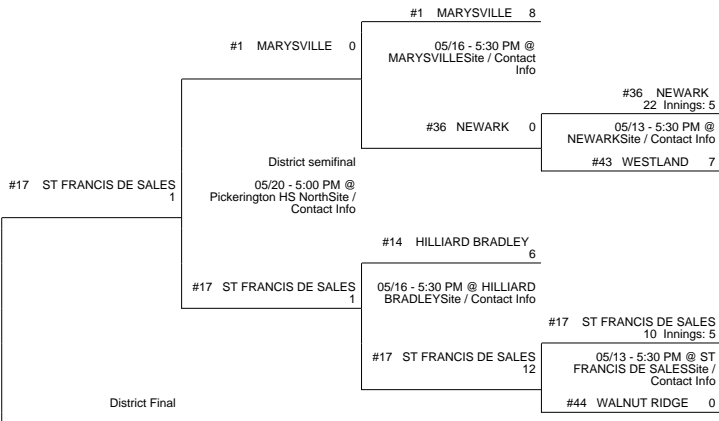 #1 MARYSVILLE 8
#1 MARYSVILLE 0
05/16 - 5:30 PM @
MARYSVILLESite / Contact
Info
#36 NEWARK
22 Innings: 5
#36 NEWARK 0
05/13 - 5:30 PM @
NEWARKSite / Contact Info
#43 WESTLAND 7
District semifinal
#17 ST FRANCIS DE SALES
1
05/20 - 5:00 PM @
Pickerington HS NorthSite /
Contact Info
#14 HILLIARD BRADLEY
6
#17 ST FRANCIS DE SALES
1
05/16 - 5:30 PM @ HILLIARD
BRADLEYSite / Contact Info
#17 ST FRANCIS DE SALES
10 Innings: 5
#17 ST FRANCIS DE SALES
12
05/13 - 5:30 PM @ ST
FRANCIS DE SALESSite /
Contact Info
District Final
#44 WALNUT RIDGE 0